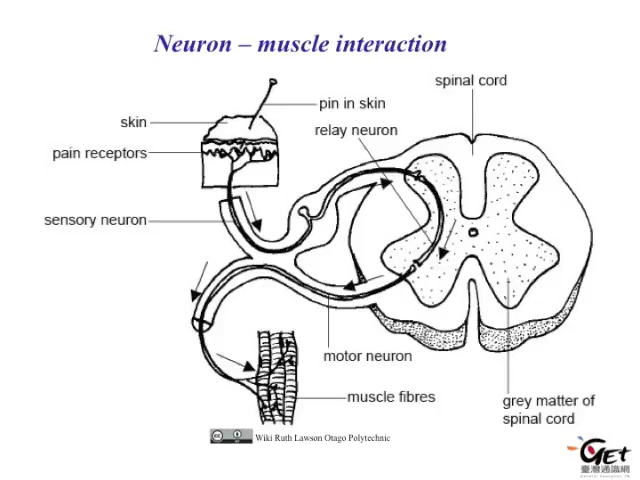 Neuron – muscle interaction
spinal cord
pin in skin
skin
relay neuron
pain receptors
sensory neuron
motor neuron
muscle fibres
grey matter of
spinal cord
Wiki Ruth Lawson Otago Polytechnic
GET
臺灣通識網